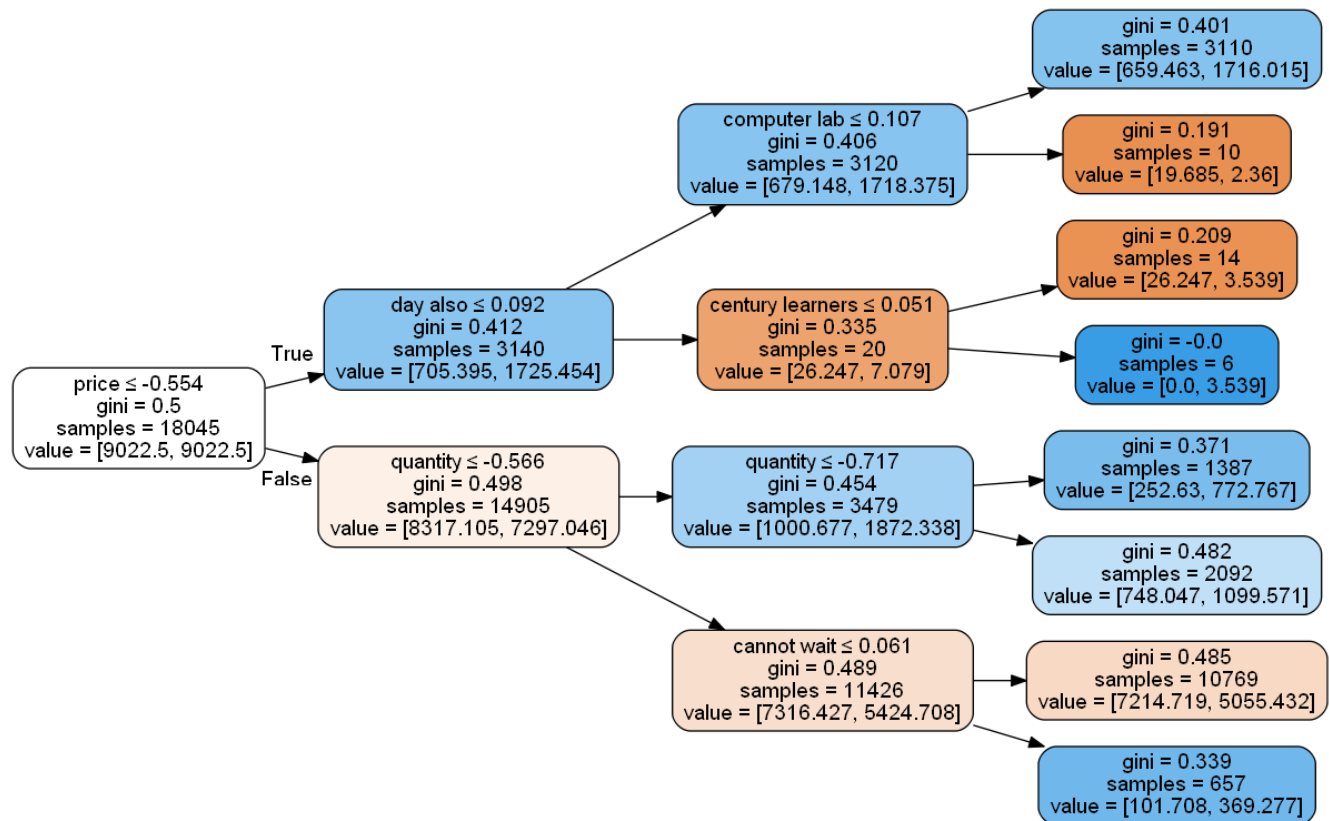 price ≤ -0.554
gini = 0.5
samples = 18045
value = [9022.5, 9022.5]
True
False
day also ≤ 0.092
gini = 0.412
samples = 3140
value = [705.395, 1725.454]
quantity ≤ -0.566
gini = 0.498
samples = 14905
value = [8317.105, 7297.046]
computer lab ≤ 0.107
gini = 0.406
samples = 3120
value = [679.148, 1718.375]
century learners ≤ 0.051
gini = 0.335
samples = 20
value = [26.247, 7.079]
quantity ≤ -0.717
gini = 0.454
samples = 3479
value = [1000.677, 1872.338]
cannot wait ≤ 0.061
gini = 0.489
samples = 11426
value = [7316.427, 5424.708]
gini = 0.401
samples = 3110
value = [659.463, 1716.015]
gini = 0.191
samples = 10
value = [19.685, 2.36]
gini = 0.209
samples = 14
value = [26.247, 3.539]
gini = -0.0
samples = 6
value = [0.0, 3.539]
gini = 0.371
samples = 1387
value = [252.63, 772.767]
gini = 0.482
samples = 2092
value = [748.047, 1099.571]
gini = 0.485
samples = 10769
value = [7214.719, 5055.432]
gini = 0.339
samples = 657
value = [101.708, 369.277]